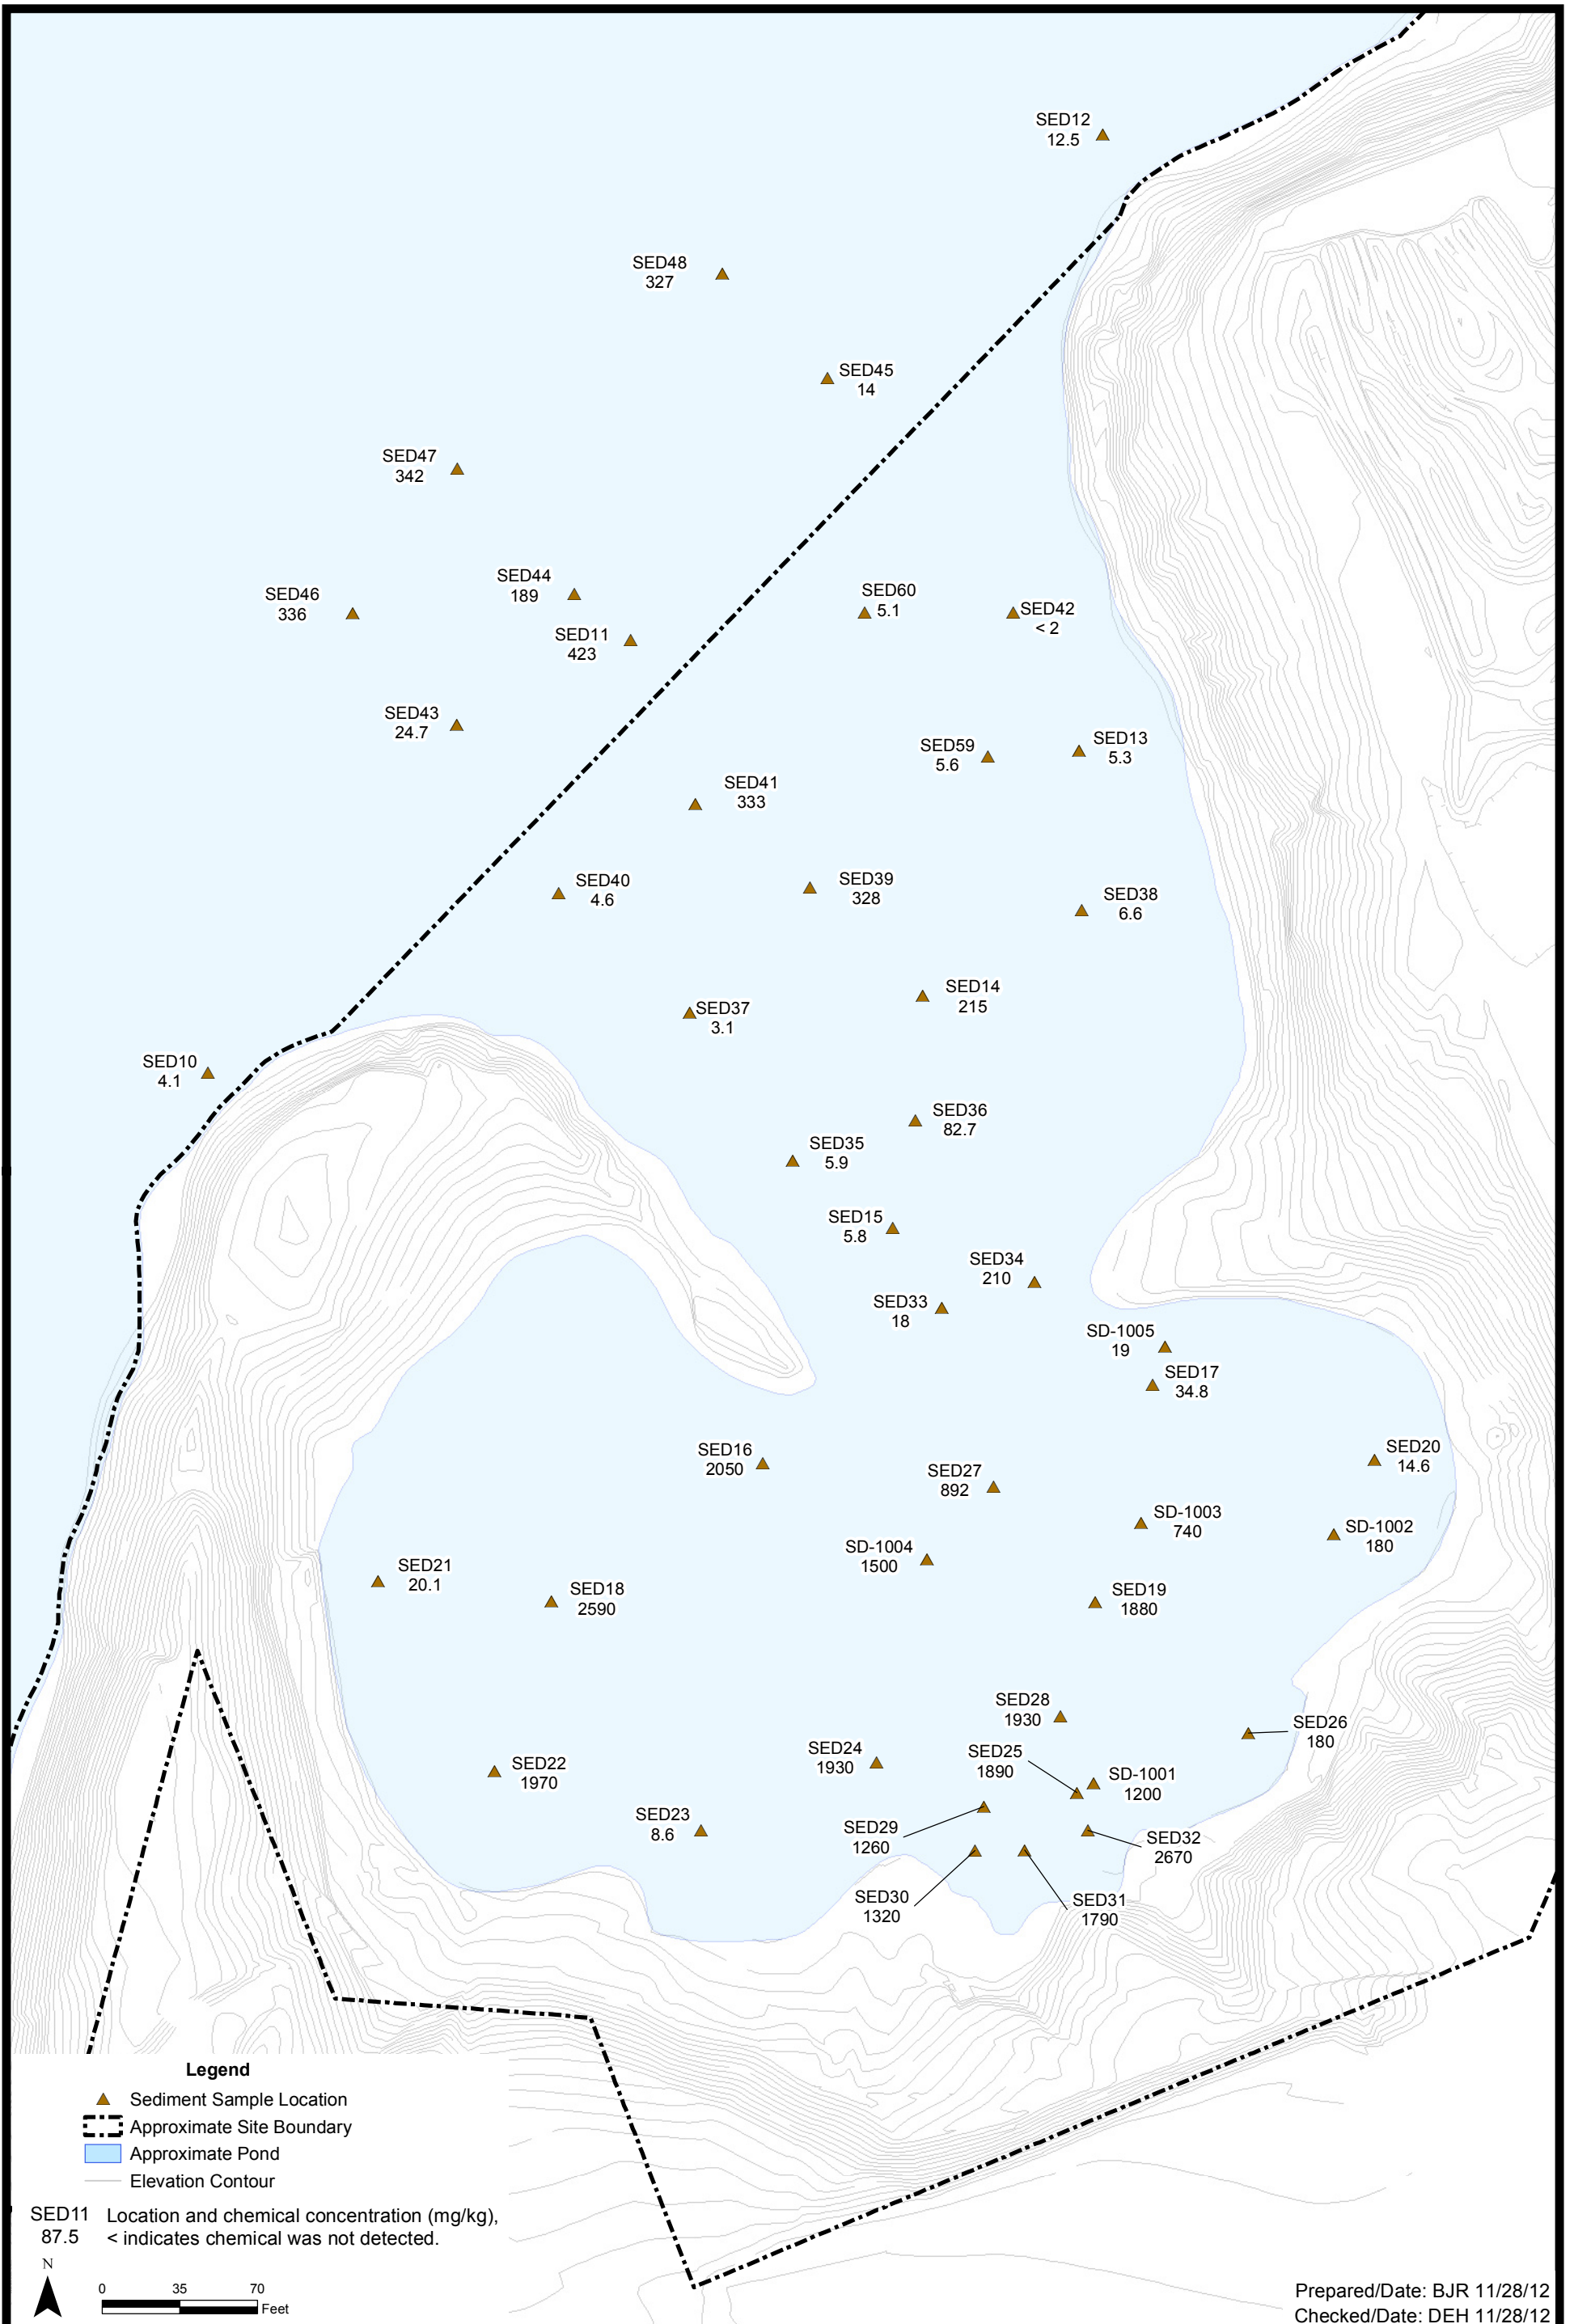 SED12
12.5
SED48
327
SED45
14
SED47
342
SED44
189
SED46
336
SED60
5.1
SED42
< 2
SED11
423
SED43
24.7
SED13
5.3
SED59
5.6
SED41
333
SED40
4.6
SED39
328
SED38
6.6
SED14
215
SED37
3.1
SED10
4.1
SED36
82.7
SED35
5.9
SED15
5.8
SED34
210
SED33
18
SD-1005
19
SED17
34.8
SED16
2050
SED20
14.6
SED27
892
SD-1003
740
SD-1002
180
SD-1004
1500
SED21
20.1
SED18
2590
SED19
1880
SED28
1930
SED26
180
SED24
1930
SED25
1890
SED22
1970
SD-1001
1200
SED23
8.6
SED29
1260
SED32
2670
SED30
1320
SED31
1790
Legend
Sediment Sample Location
Approximate Site Boundary
Approximate Pond
Elevation Contour
SED11 Location and chemical concentration (mg/kg),
87.5 < indicates chemical was not detected.
N
0 35 70
Feet
Prepared/Date: BJR 11/28/12
Checked/Date: DEH 11/28/12